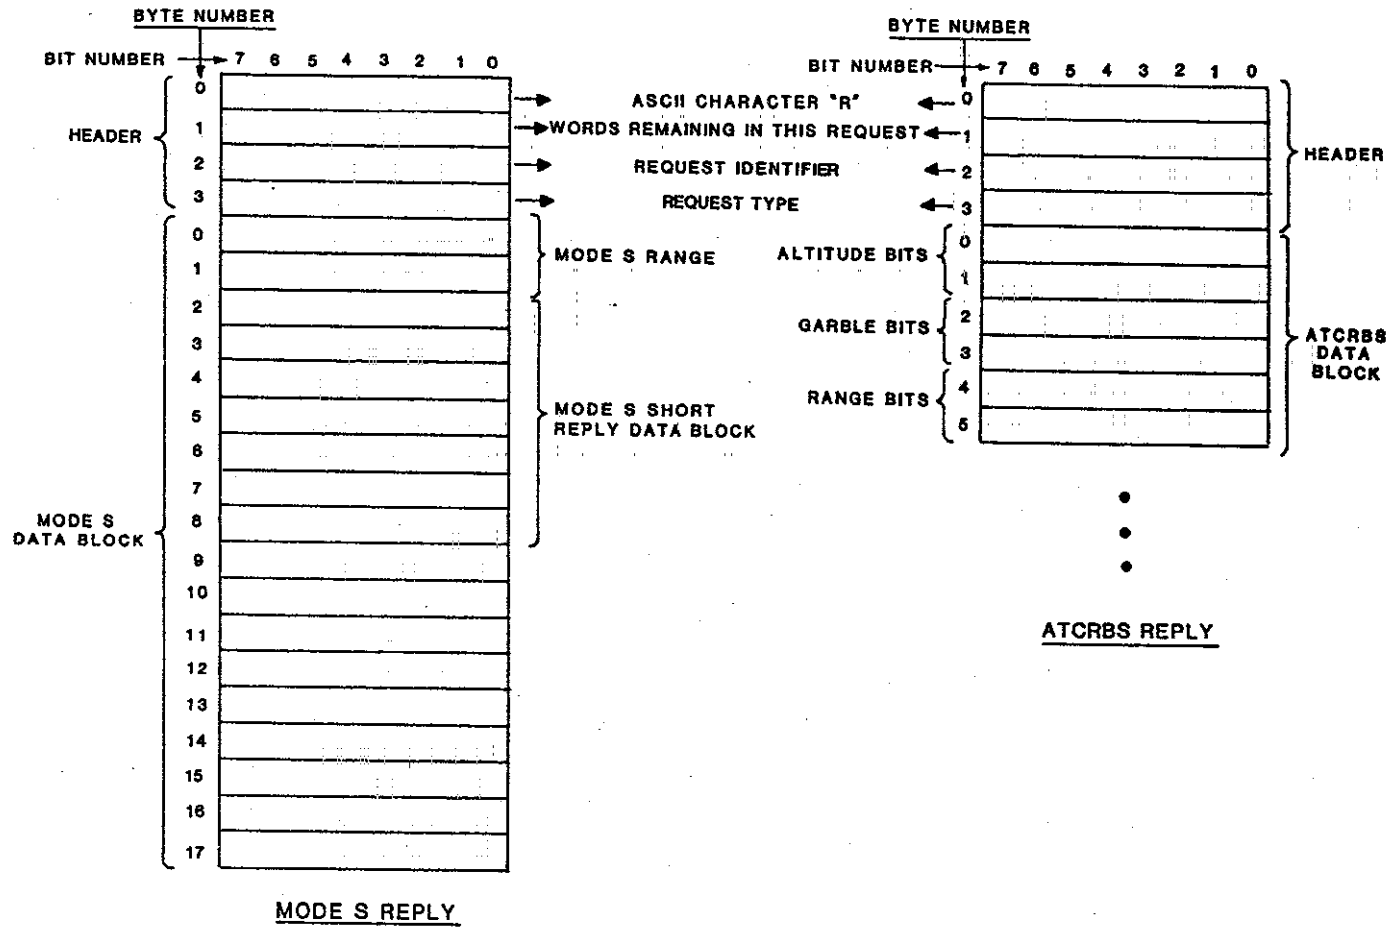 BYTE NUMBER
BIT NUMBER 7 6 5 4 3 2 1 0
0
1
2
3
HEADER
0
1
2
3
4
5
6
7
8
9
10
11
12
13
14
15
16
17
MODE S
DATA BLOCK
MODE S RANGE
MODE S SHORT
REPLY DATA BLOCK
MODE S REPLY
ASCII CHARACTER "R"
WORDS REMAINING IN THIS REQUEST
REQUEST IDENTIFIER
REQUEST TYPE
BYTE NUMBER
BIT NUMBER 7 6 5 4 3 2 1 0
0
1
2
3
HEADER
ALTITUDE BITS
0
1
GARBLE BITS
2
3
RANGE BITS
4
5
ATCRBS
DATA
BLOCK
ATCRBS REPLY